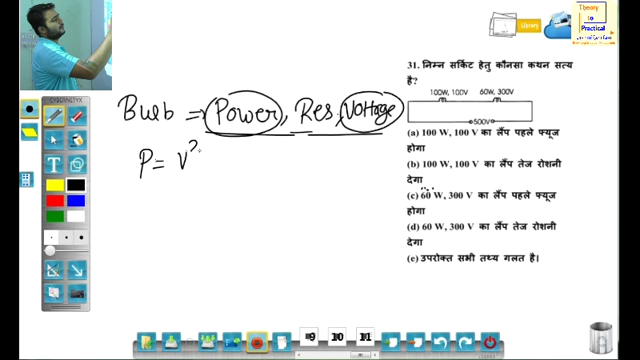 Library
Theory
to
Practical
31. निम्न सर्किट हेतु कौनसा कथन सत्य
है?
100W, 100V 60W, 300V
500V
(a) 100 W, 100 V का लैंप पहले फ्यूज
होगा
(b) 100 W, 100 V का लैंप तेज रोशनी
देगा
(c) 60 W, 300 V का लैंप पहले फ्यूज
होगा
(d) 60 W, 300 V का लैंप तेज रोशनी
देगा
(e) उपरोक्त सभी तथ्य गलत है।
Bulb ⇒ Power, Res, Voltage
P = V²
9 10 11